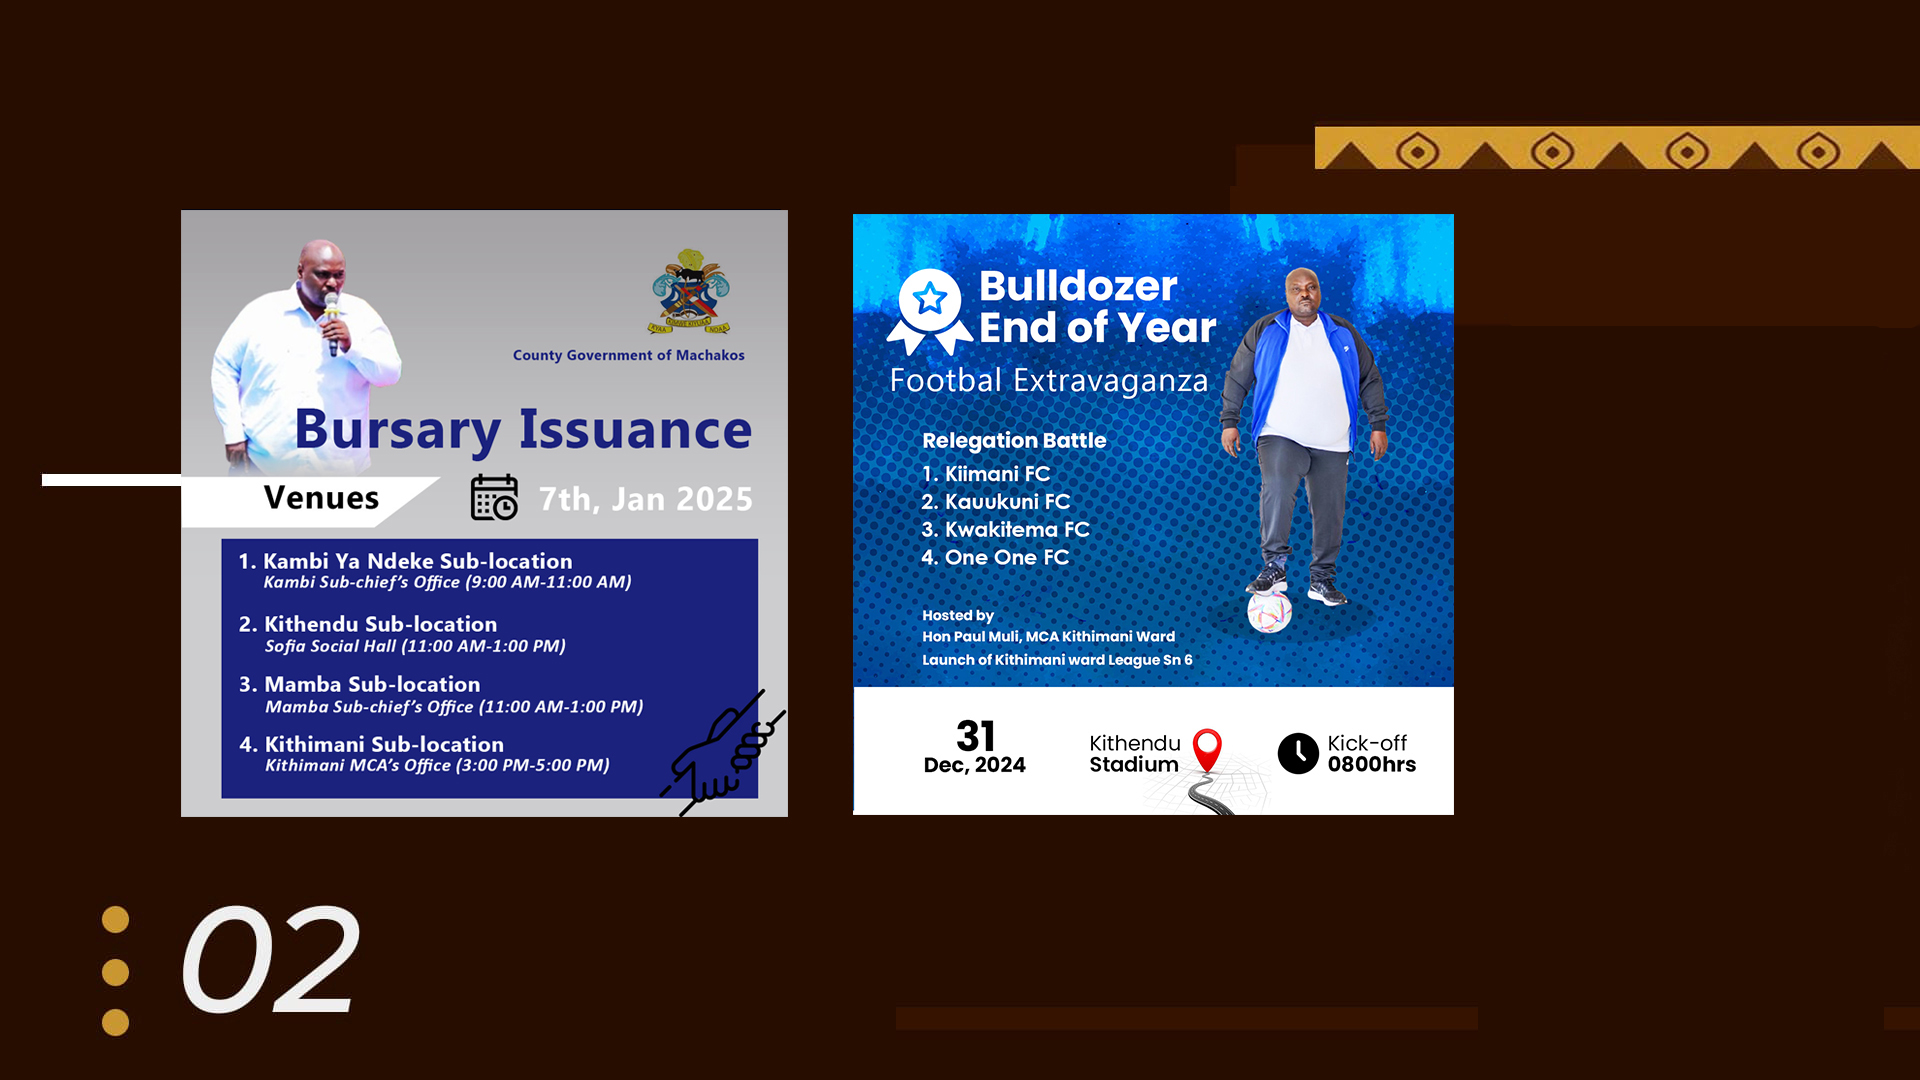 KYAA KIMWE KIYUAA NDAA
County Government of Machakos
Bursary Issuance
Venues
7th, Jan 2025
1. Kambi Ya Ndeke Sub-location
Kambi Sub-chief's Office (9:00 AM-11:00 AM)
2. Kithendu Sub-location
Sofia Social Hall (11:00 AM-1:00 PM)
3. Mamba Sub-location
Mamba Sub-chief's Office (11:00 AM-1:00 PM)
4. Kithimani Sub-location
Kithimani MCA's Office (3:00 PM-5:00 PM)
Bulldozer
End of Year
Footbal Extravaganza
Relegation Battle
1. Kiimani FC
2. Kauukuni FC
3. Kwakitema FC
4. One One FC
Hosted by
Hon Paul Muli, MCA Kithimani Ward
Launch of Kithimani ward League Sn 6
31
Dec, 2024
Kithendu
Stadium
Kick-off
0800hrs
02